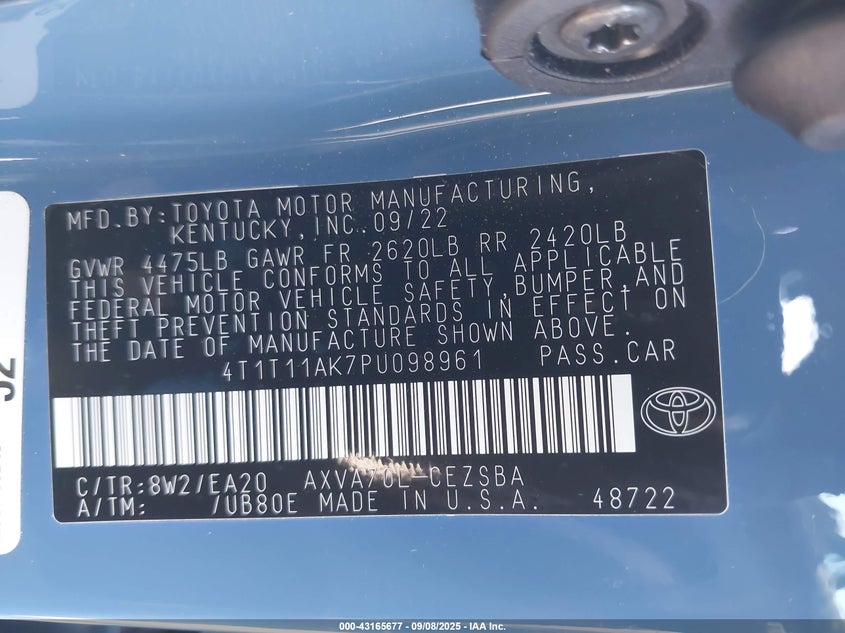 MFD.BY:TOYOTA MOTOR MANUFACTURING,
KENTUCKY,INC.09/22
GVWR 4475LB GAWR FR 2620LB RR 2420LB
THIS VEHICLE CONFORMS TO ALL APPLICABLE
FEDERAL MOTOR VEHICLE SAFETY,BUMPER,AND
THEFT PREVENTION STANDARDS IN EFFECT ON
THE DATE OF MANUFACTURE SHOWN ABOVE.
4T1T11AK7PU098961 PASS.CAR
C/TR:8W2/EA20 AXVA70L-CEZSBA
A/TM: /UB80E MADE IN U.S.A. 48722
000-43165677 - 09/08/2025 - IAA Inc.